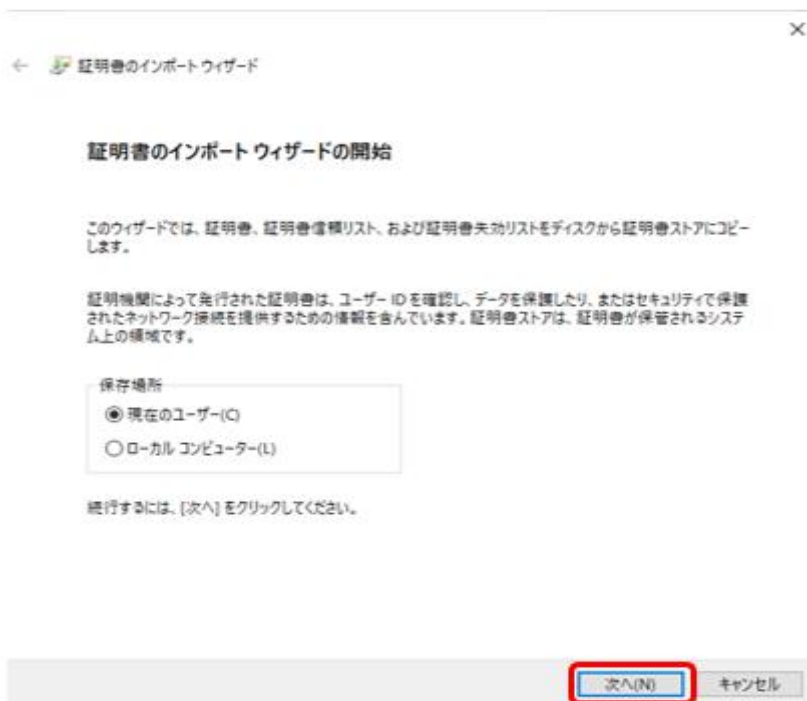 証明書のインポート ウィザード
証明書のインポート ウィザードの開始
このウィザードでは、証明書、証明書信頼リスト、および証明書失効リストをディスクから証明書ストアにコピー
します。
証明機関によって発行された証明書は、ユーザー ID を確認し、データを保護したり、またはセキュリティで保護
されたネットワーク接続を提供するための情報を含んでいます。証明書ストアは、証明書が保管されるシステ
ム上の領域です。
保存場所
現在のユーザー(C)
ローカル コンピューター(L)
続行するには、[次へ] をクリックしてください。
次へ(N)
キャンセル